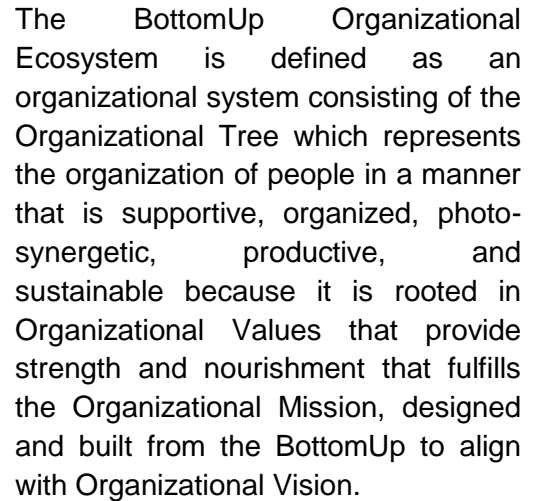 The BottomUp Organizational
Ecosystem is defined as an
organizational system consisting of the
Organizational Tree which represents
the organization of people in a manner
that is supportive, organized, photo-
synergetic, productive, and
sustainable because it is rooted in
Organizational Values that provide
strength and nourishment that fulfills
the Organizational Mission, designed
and built from the BottomUp to align
with Organizational Vision.